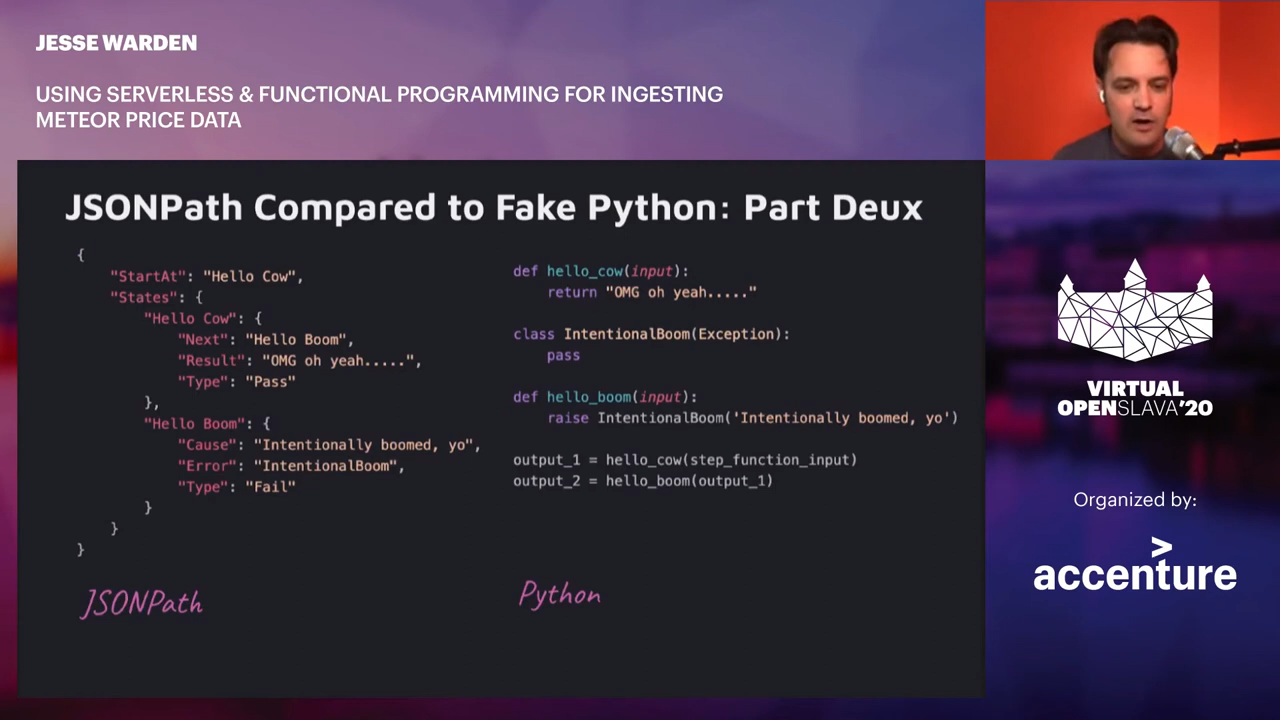 JESSE WARDEN
USING SERVERLESS & FUNCTIONAL PROGRAMMING FOR INGESTING
METEOR PRICE DATA
JSONPath Compared to Fake Python: Part Deux
{
"StartAt": "Hello Cow",
"States": {
"Hello Cow": {
"Next": "Hello Boom",
"Result": "OMG oh yeah.....",
"Type": "Pass"
},
"Hello Boom": {
"Cause": "Intentionally boomed, yo",
"Error": "IntentionalBoom",
"Type": "Fail"
}
}
}
JSONPath
def hello_cow(input):
return "OMG oh yeah....."
class IntentionalBoom(Exception):
pass
def hello_boom(input):
raise IntentionalBoom('Intentionally boomed, yo')
output_1 = hello_cow(step_function_input)
output_2 = hello_boom(output_1)
Python
VIRTUAL
OPENSLAVA'20
Organized by:
>
accenture